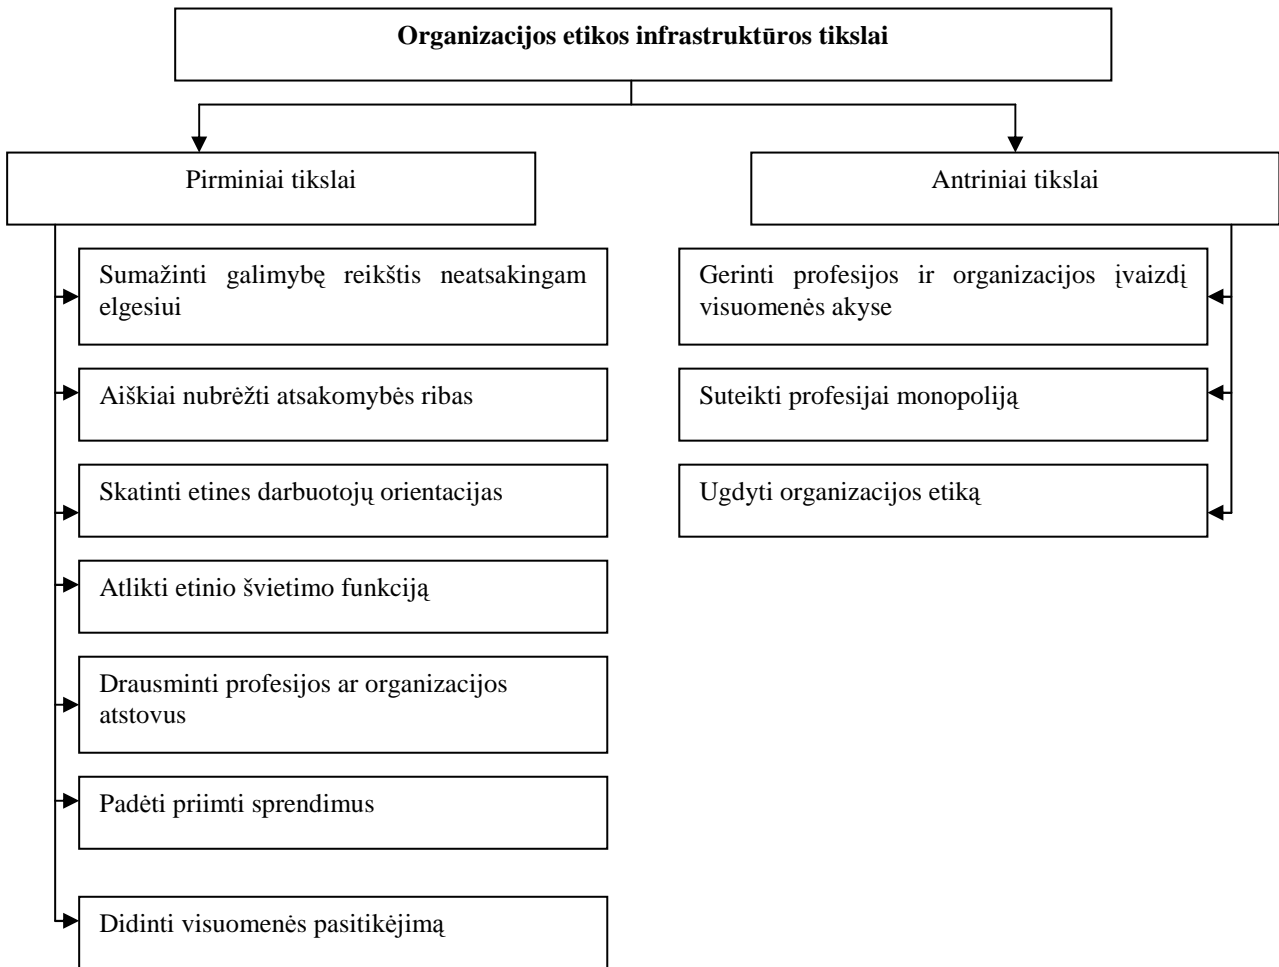 Organizacijos etikos infrastruktūros tikslai
Pirminiai tikslai
Sumažinti galimybę reikštis neatsakingam
elgesiui
Aiškiai nubrėžti atsakomybės ribas
Skatinti etines darbuotojų orientacijas
Atlikti etinio švietimo funkciją
Drausminti profesijos ar organizacijos
atstovus
Padėti priimti sprendimus
Didinti visuomenės pasitikėjimą
Antriniai tikslai
Gerinti profesijos ir organizacijos įvaizdį
visuomenės akyse
Suteikti profesijai monopoliją
Ugdyti organizacijos etiką